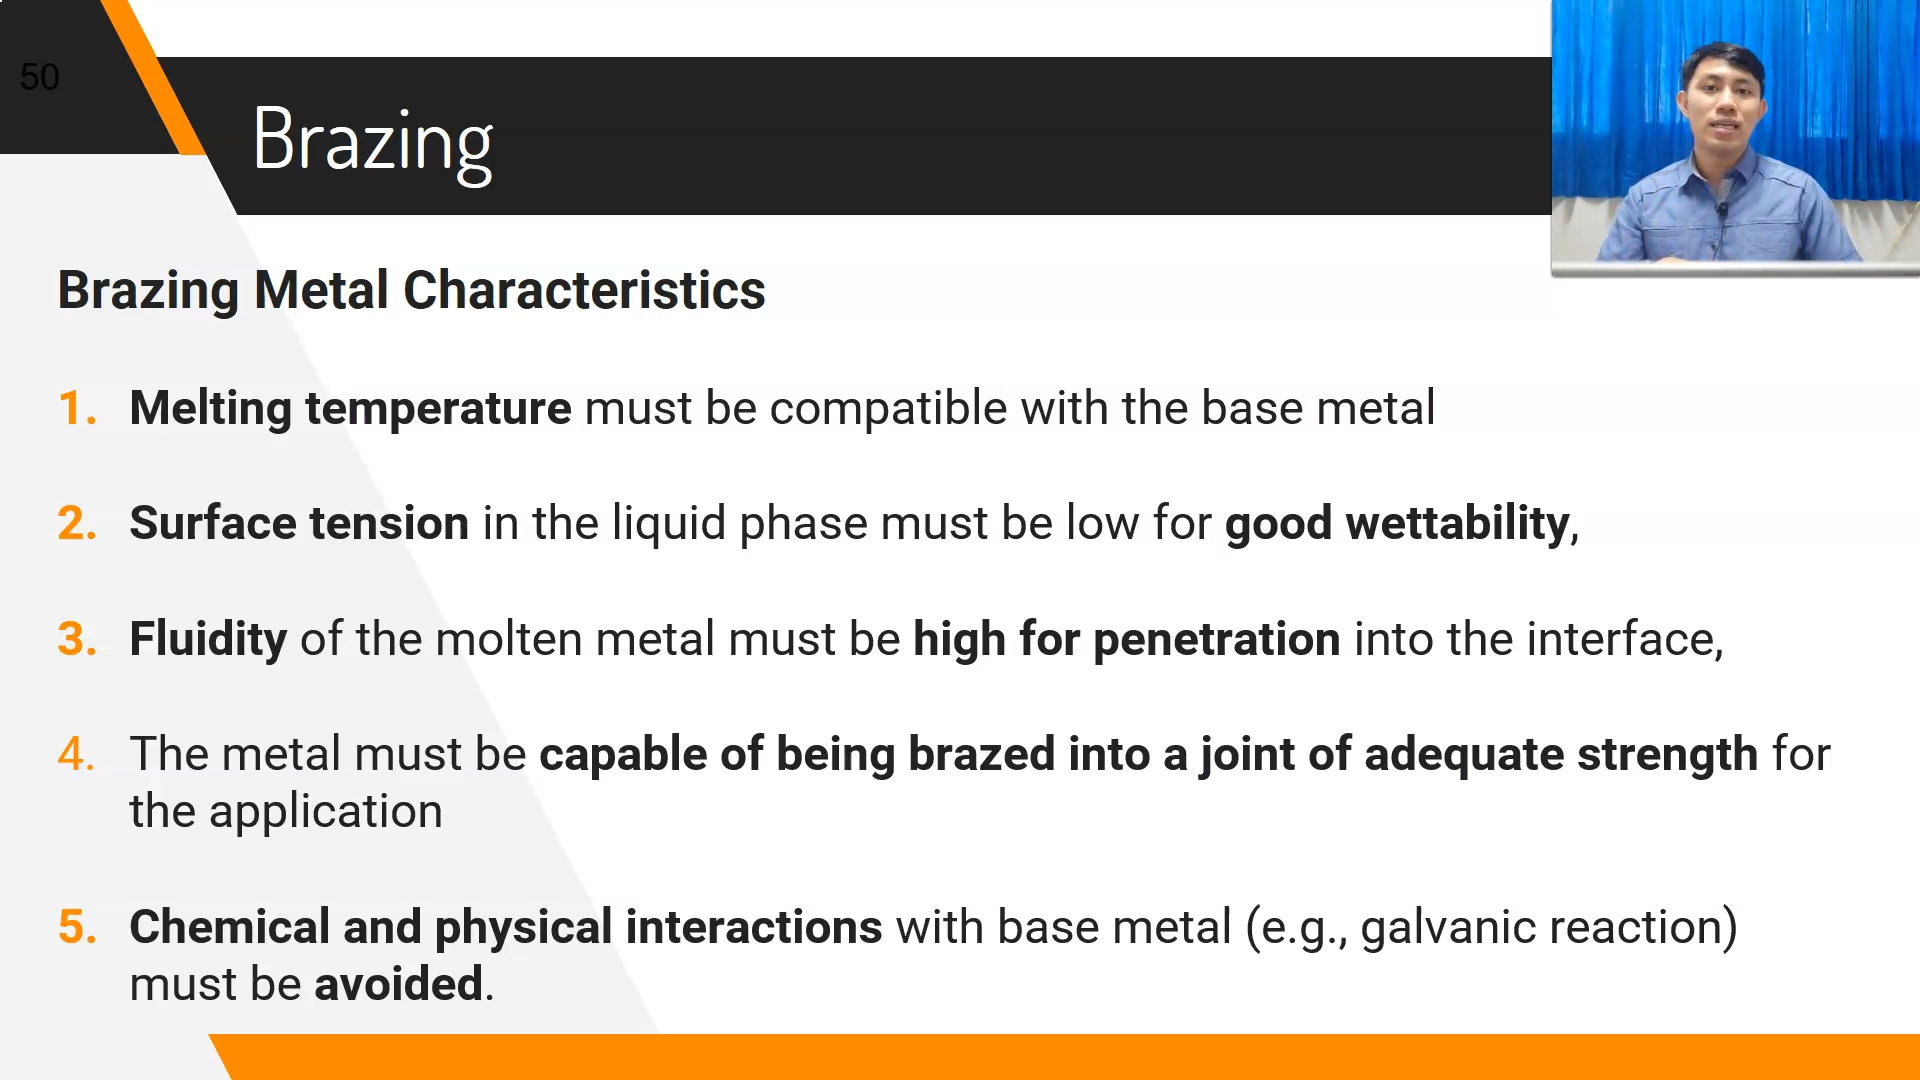 50
Brazing
Brazing Metal Characteristics
1. Melting temperature must be compatible with the base metal
2. Surface tension in the liquid phase must be low for good wettability,
3. Fluidity of the molten metal must be high for penetration into the interface,
4. The metal must be capable of being brazed into a joint of adequate strength for
the application
5. Chemical and physical interactions with base metal (e.g., galvanic reaction)
must be avoided.